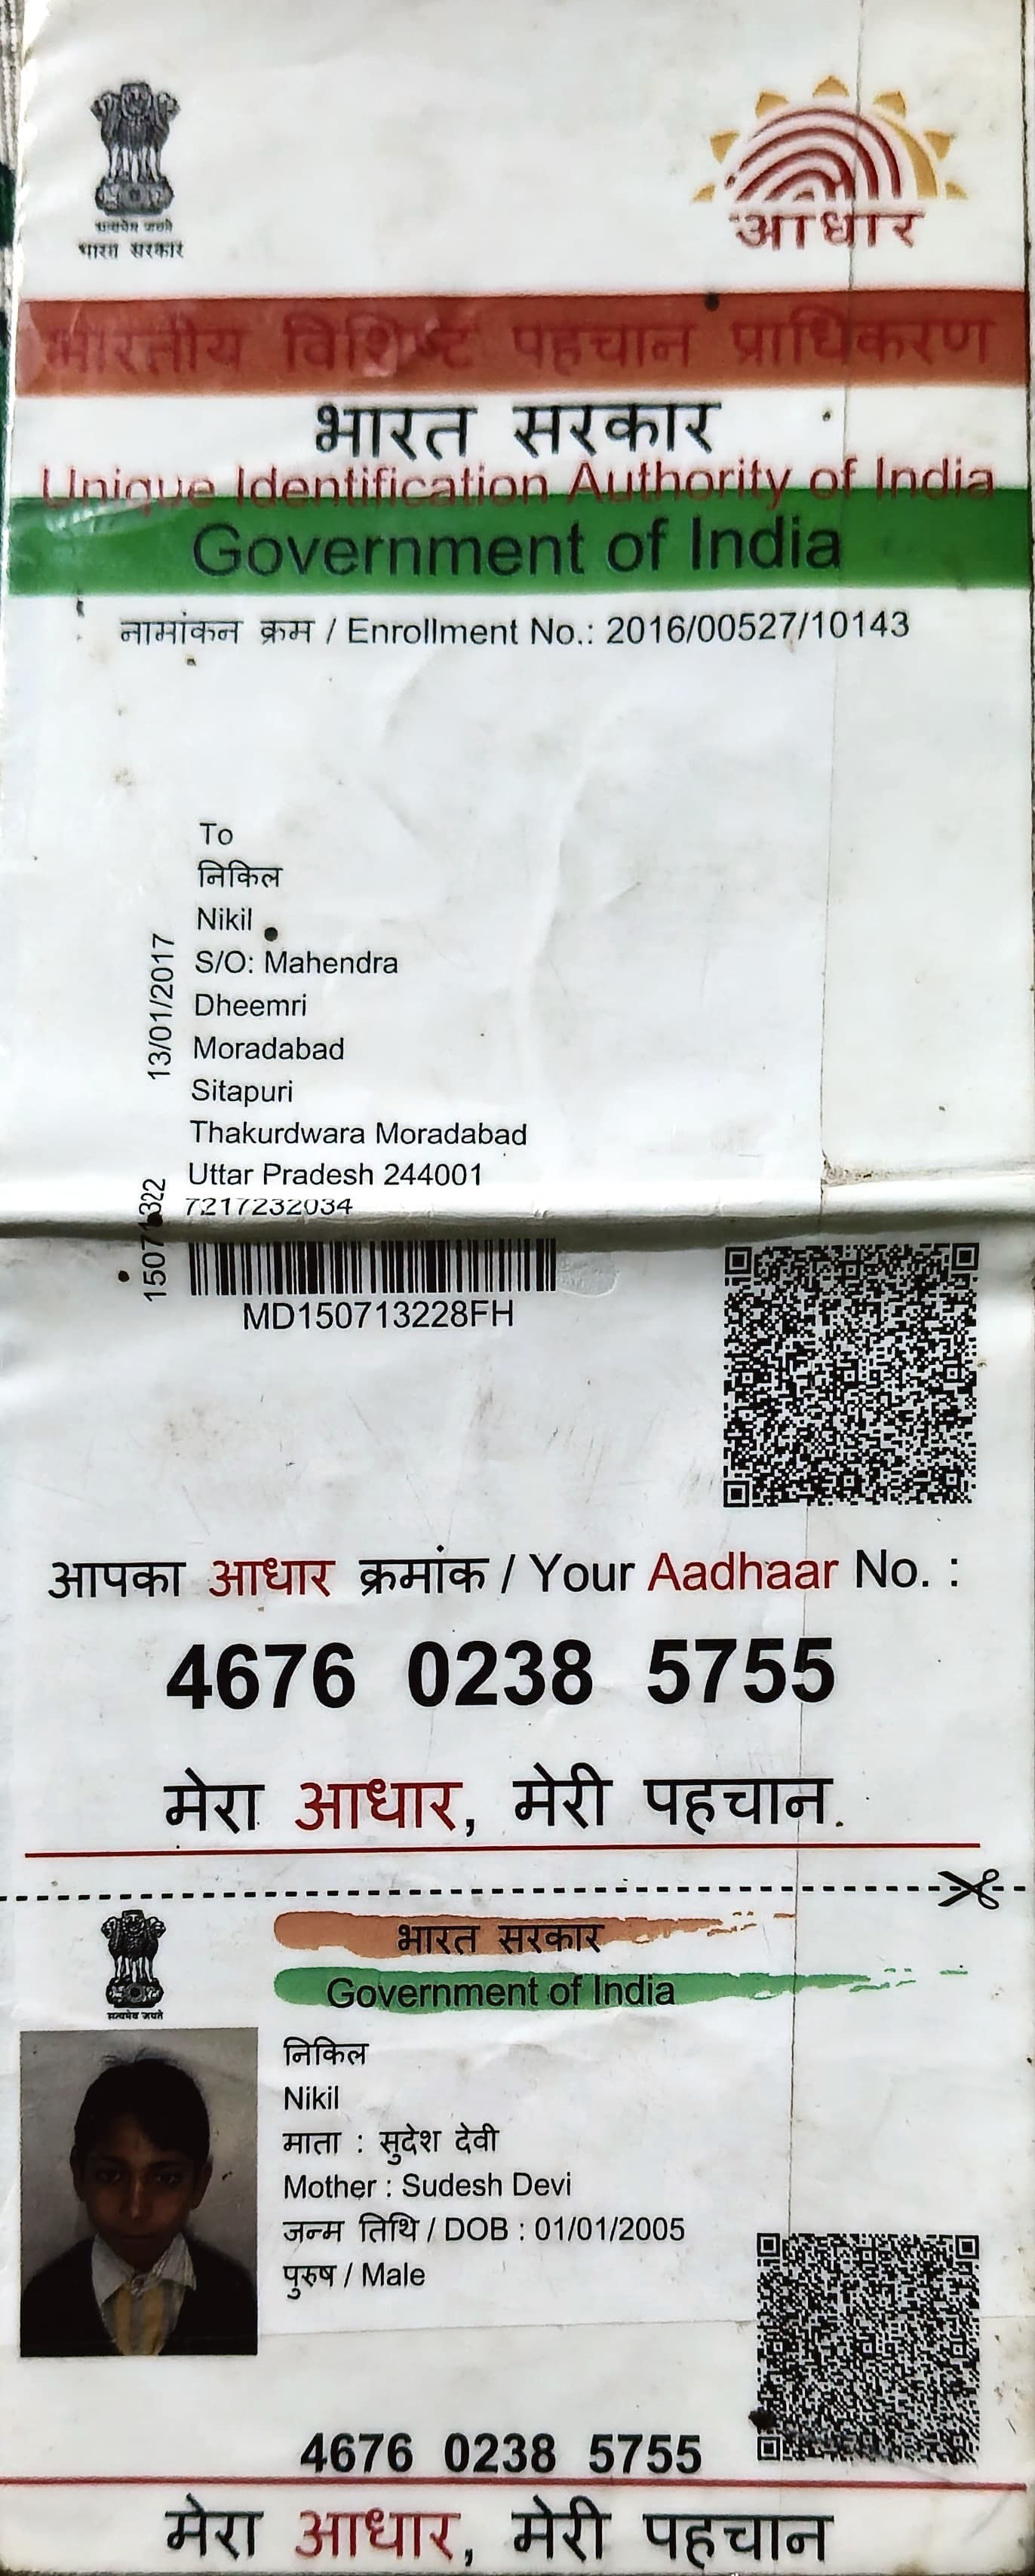 सत्यमेव जयते
भारत सरकार
आधार
भारतीय विशिष्ट पहचान प्राधिकरण
भारत सरकार
Unique Identification Authority of India
Government of India
नामांकन क्रम / Enrollment No.: 2016/00527/10143
To
निकिल
Nikil
S/O: Mahendra
Dheemri
Moradabad
Sitapuri
Thakurdwara Moradabad
Uttar Pradesh 244001
7217232034
13/01/2017
MD150713228FH
आपका आधार क्रमांक / Your Aadhaar No. :
4676 0238 5755
मेरा आधार, मेरी पहचान
भारत सरकार
Government of India
सत्यमेव जयते
निकिल
Nikil
माता : सुदेश देवी
Mother : Sudesh Devi
जन्म तिथि / DOB : 01/01/2005
पुरुष / Male
4676 0238 5755
मेरा आधार, मेरी पहचान